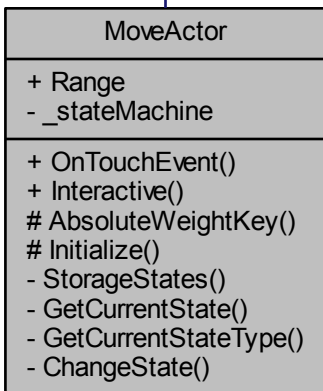 MoveActor
+ Range
- _stateMachine
+ OnTouchEvent()
+ Interactive()
# AbsoluteWeightKey()
# Initialize()
- StorageStates()
- GetCurrentState()
- GetCurrentStateType()
- ChangeState()